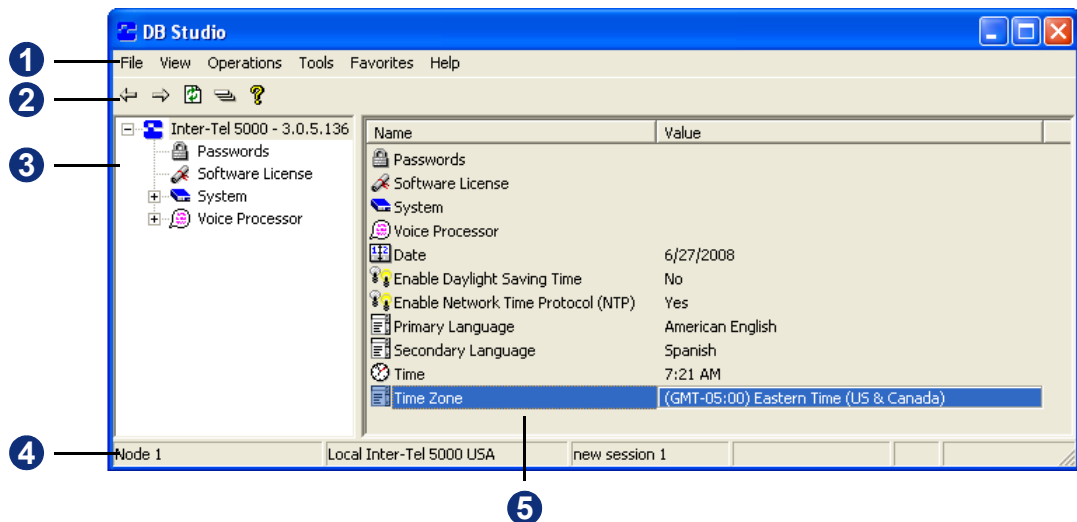 DB Studio
1
File View Operations Tools Favorites Help
2
Inter-Tel 5000 - 3.0.5.136
Name Value
3
Passwords
Software License
System
Voice Processor
Passwords
Software License
System
Voice Processor
Date 6/27/2008
Enable Daylight Saving Time No
Enable Network Time Protocol (NTP) Yes
Primary Language American English
Secondary Language Spanish
Time 7:21 AM
Time Zone (GMT-05:00) Eastern Time (US & Canada)
4
Node 1 Local Inter-Tel 5000 USA new session 1
5